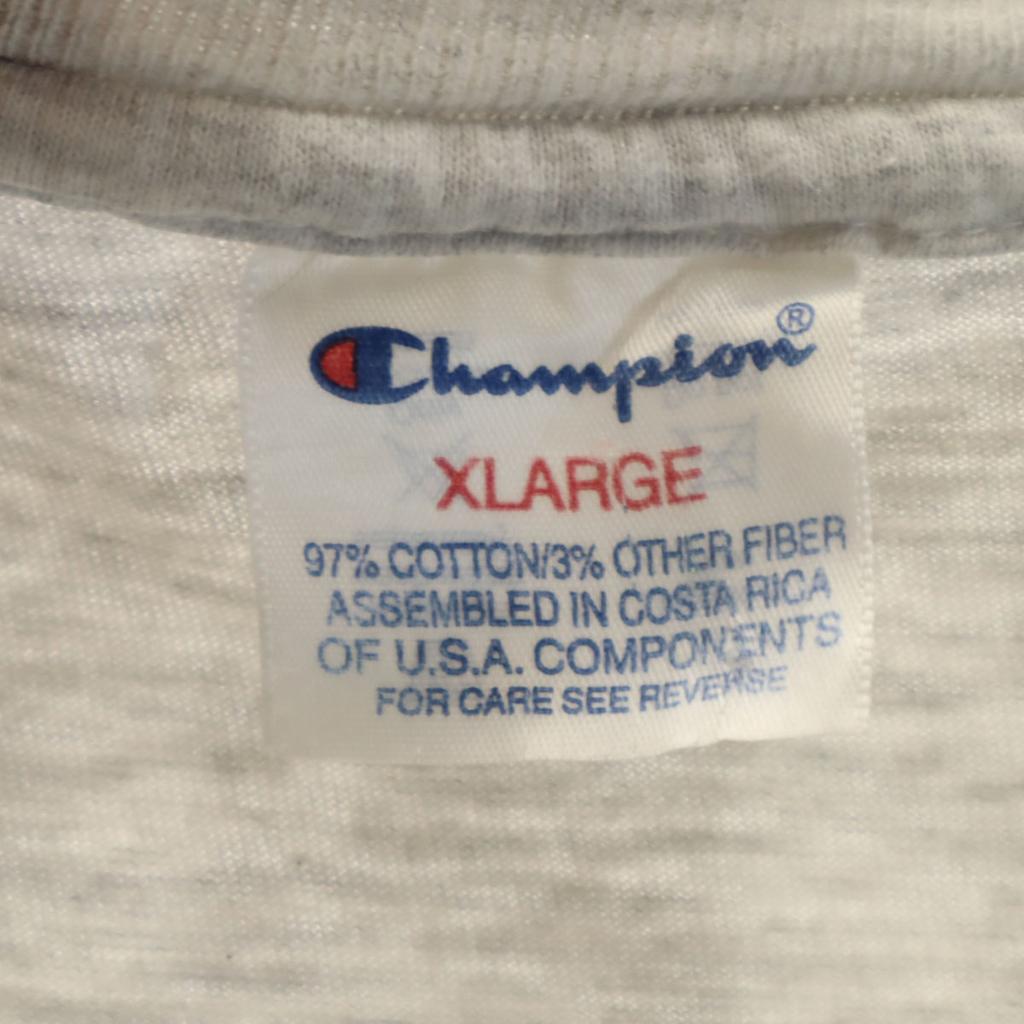 Champion®
XLARGE
97% COTTON/3% OTHER FIBER
ASSEMBLED IN COSTA RICA
OF U.S.A. COMPONENTS
FOR CARE SEE REVERSE